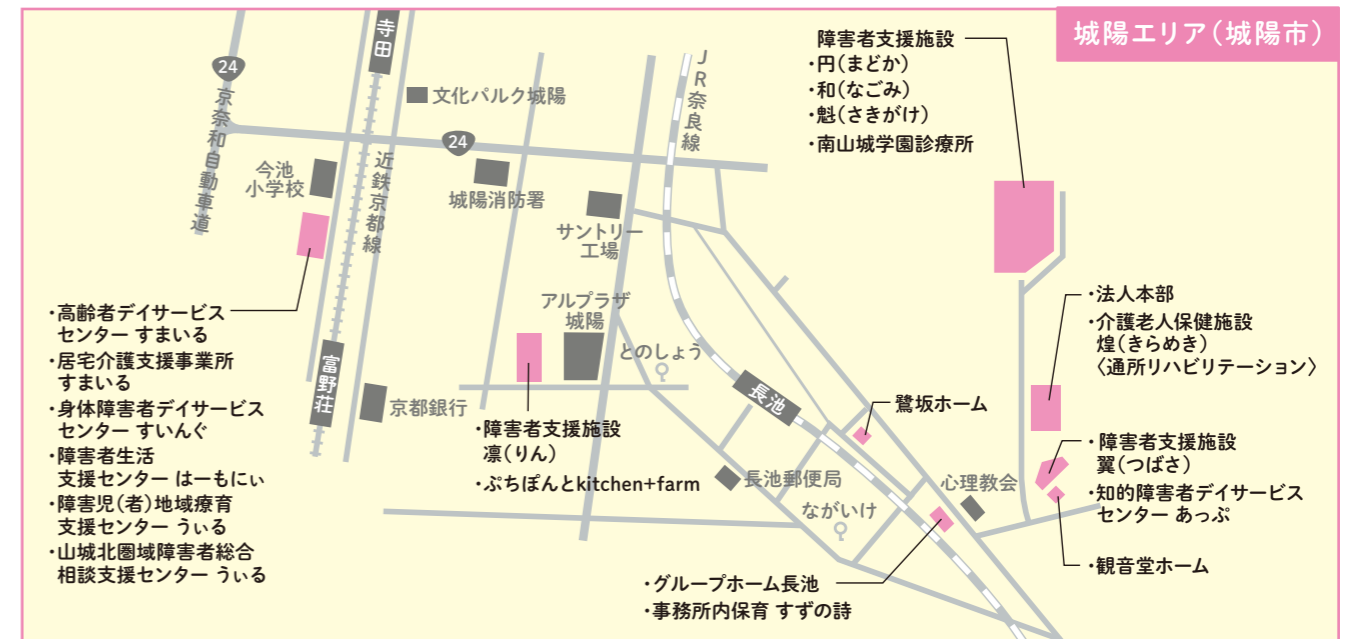 城陽エリア（城陽市）
寺田
24
京奈和自動車道
文化パルク城陽
24
JR奈良線
今池
小学校
近鉄京都線
城陽消防署
サントリー
工場
障害者支援施設
・円（まどか）
・和（なごみ）
・魁（さきがけ）
・南山城学園診療所
・高齢者デイサービス
センター すまいる
・居宅介護支援事業所
すまいる
・身体障害者デイサービス
センター すいんぐ
・障害者生活
支援センター はーもにぃ
・障害児（者）地域療育
支援センター うぃる
・山城北圏域障害者総合
相談支援センター うぃる
富野荘
京都銀行
アルプラザ
城陽
とのしょう
・障害者支援施設
凛（りん）
・ぷちぽんとkitchen+farm
長池
鷺坂ホーム
長池郵便局
ながいけ
心理教会
・グループホーム長池
・事務所内保育 すずの詩
・法人本部
・介護老人保健施設
煌（きらめき）
〈通所リハビリテーション〉
・障害者支援施設
翼（つばさ）
・知的障害者デイサービス
センター あっぷ
・観音堂ホーム